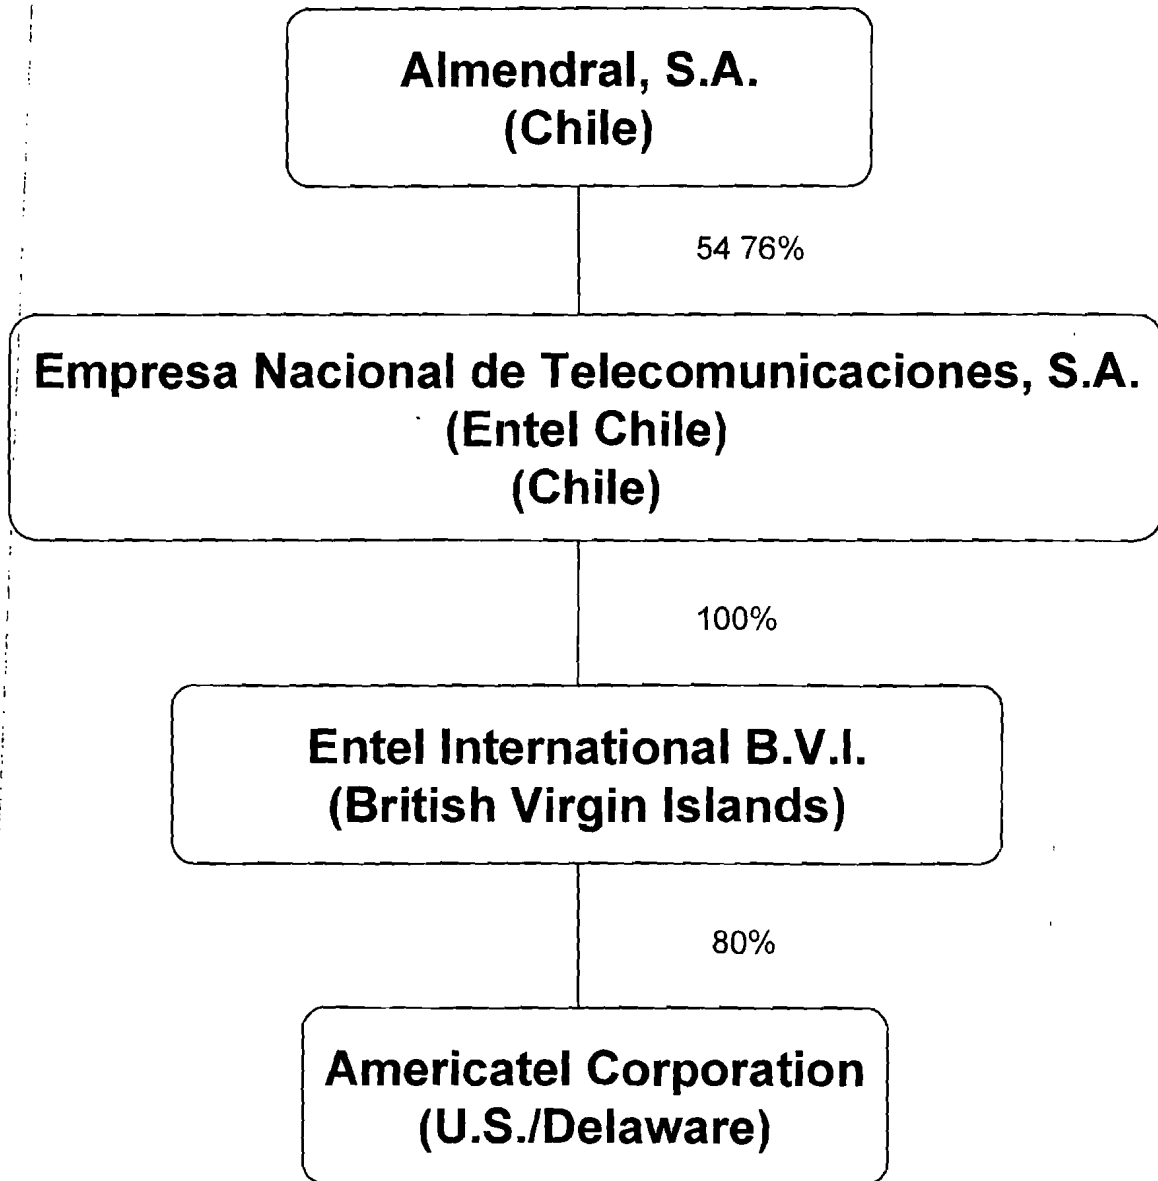 Almendral, S.A.
(Chile)
54 76%
Empresa Nacional de Telecomunicaciones, S.A.
(Entel Chile)
(Chile)
100%
Entel International B.V.I.
(British Virgin Islands)
80%
Americatel Corporation
(U.S./Delaware)